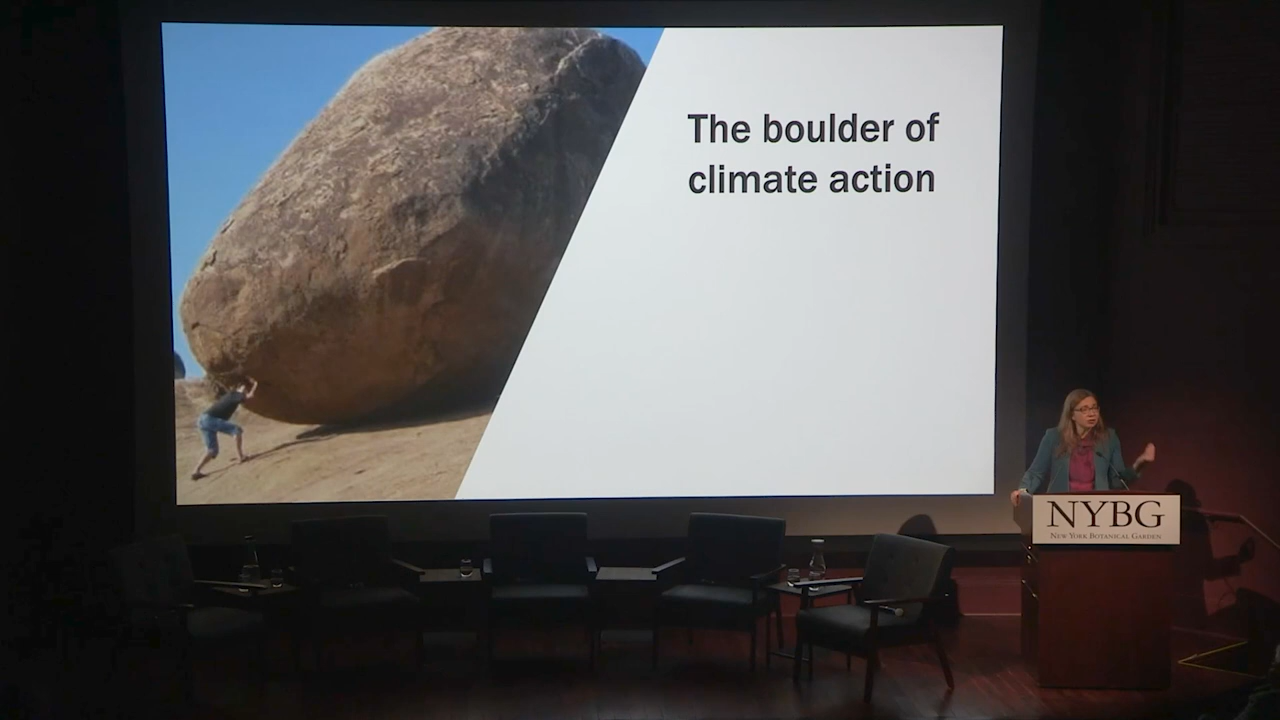 The boulder of
climate action
NYBG
New York Botanical Garden